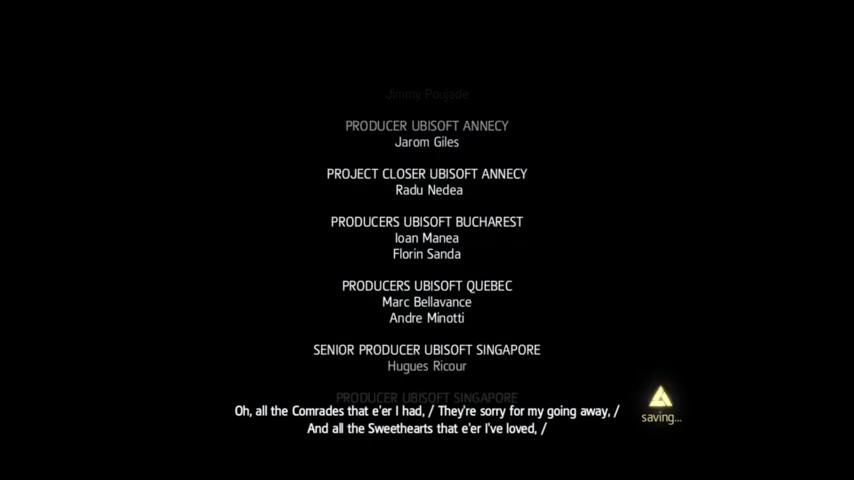 Jimmy Poujade
PRODUCER UBISOFT ANNECY
Jarom Giles
PROJECT CLOSER UBISOFT ANNECY
Radu Nedea
PRODUCERS UBISOFT BUCHAREST
Ioan Manea
Florin Sanda
PRODUCERS UBISOFT QUEBEC
Marc Bellavance
Andre Minotti
SENIOR PRODUCER UBISOFT SINGAPORE
Hugues Ricour
PRODUCER UBISOFT SINGAPORE
Oh, all the Comrades that e'er I had, / They're sorry for my going away, /
And all the Sweethearts that e'er I've loved, /
saving...